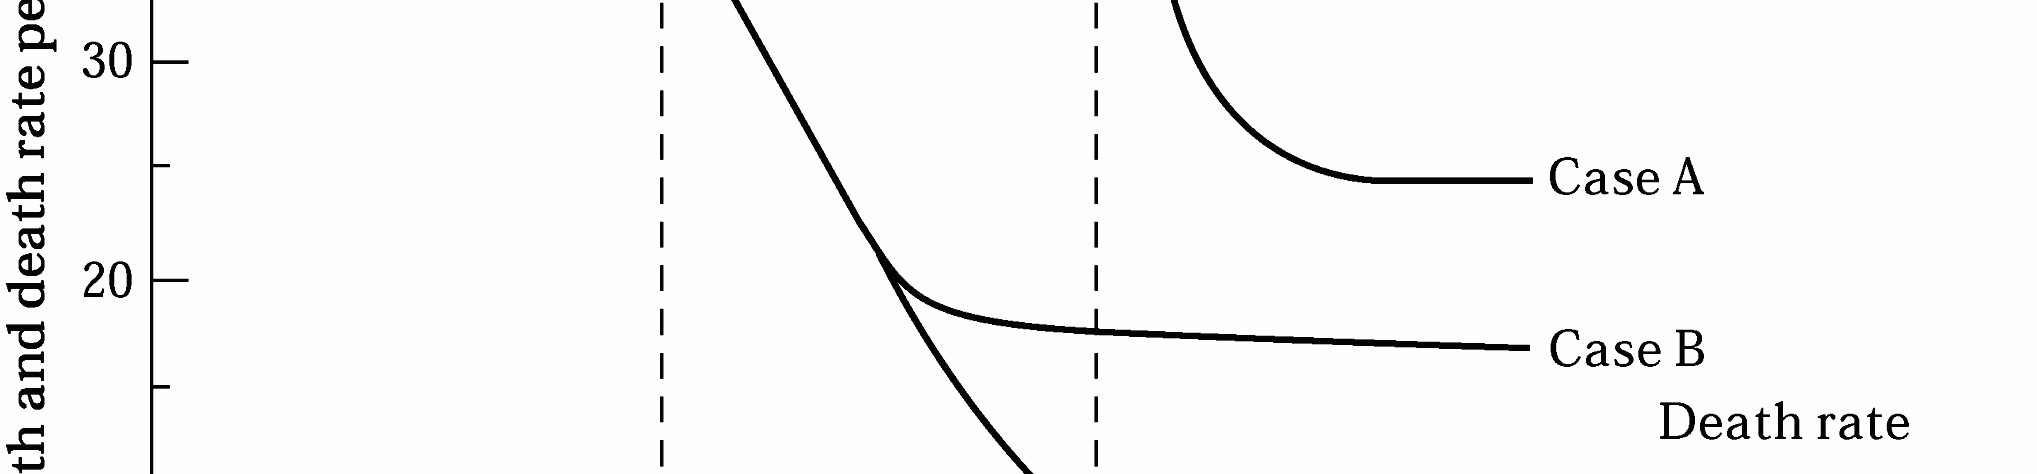 th and death rate pe
30
20
Case A
Case B
Death rate